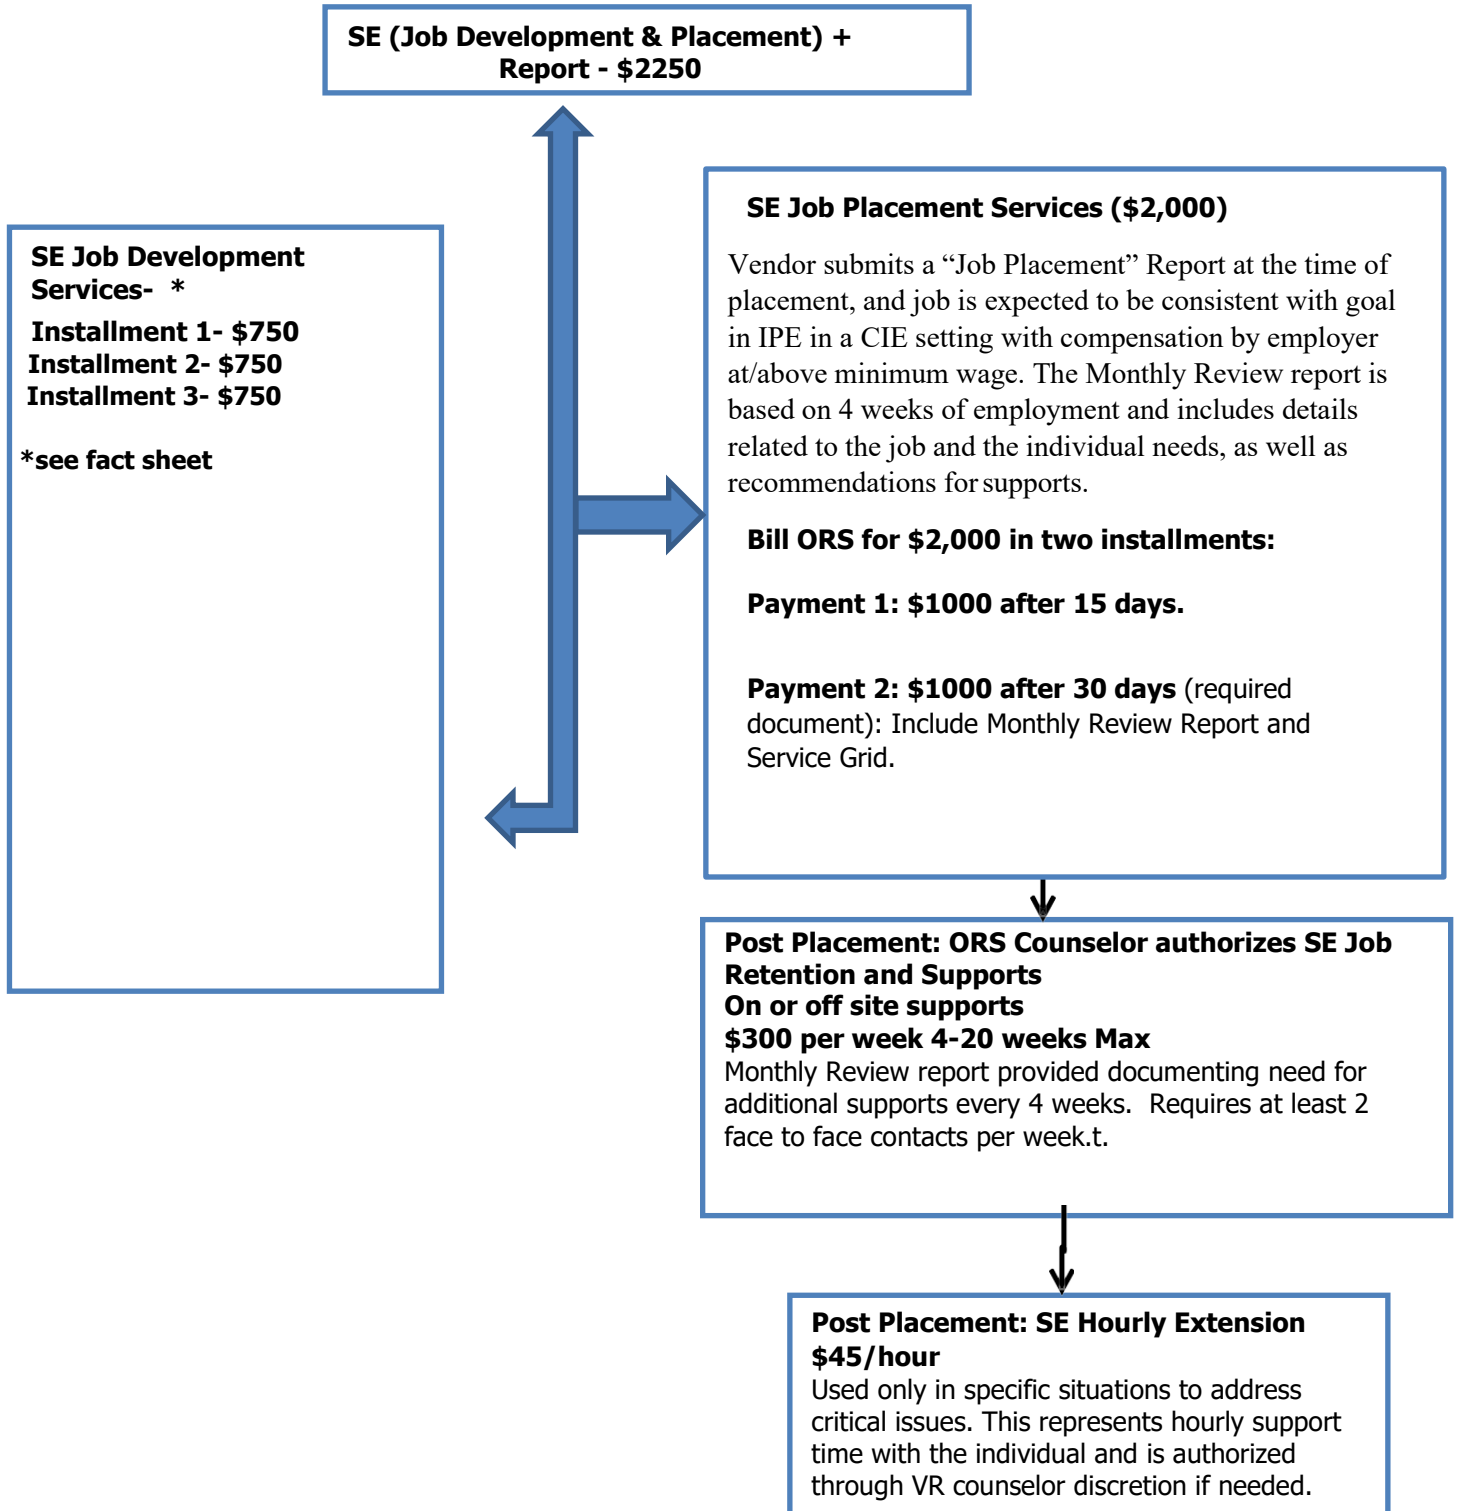 SE (Job Development & Placement) +
Report - $2250
SE Job Development
Services-  *
Installment 1- $750
Installment 2- $750
Installment 3- $750
*see fact sheet
SE Job Placement Services ($2,000)
Vendor submits a “Job Placement” Report at the time of
placement, and job is expected to be consistent with goal
in IPE in a CIE setting with compensation by employer
at/above minimum wage. The Monthly Review report is
based on 4 weeks of employment and includes details
related to the job and the individual needs, as well as
recommendations for supports.
Bill ORS for $2,000 in two installments:
Payment 1: $1000 after 15 days.
Payment 2: $1000 after 30 days (required
document): Include Monthly Review Report and
Service Grid.
Post Placement: ORS Counselor authorizes SE Job
Retention and Supports
On or off site supports
$300 per week 4-20 weeks Max
Monthly Review report provided documenting need for
additional supports every 4 weeks.  Requires at least 2
face to face contacts per week.t.
Post Placement: SE Hourly Extension
$45/hour
Used only in specific situations to address
critical issues. This represents hourly support
time with the individual and is authorized
through VR counselor discretion if needed.